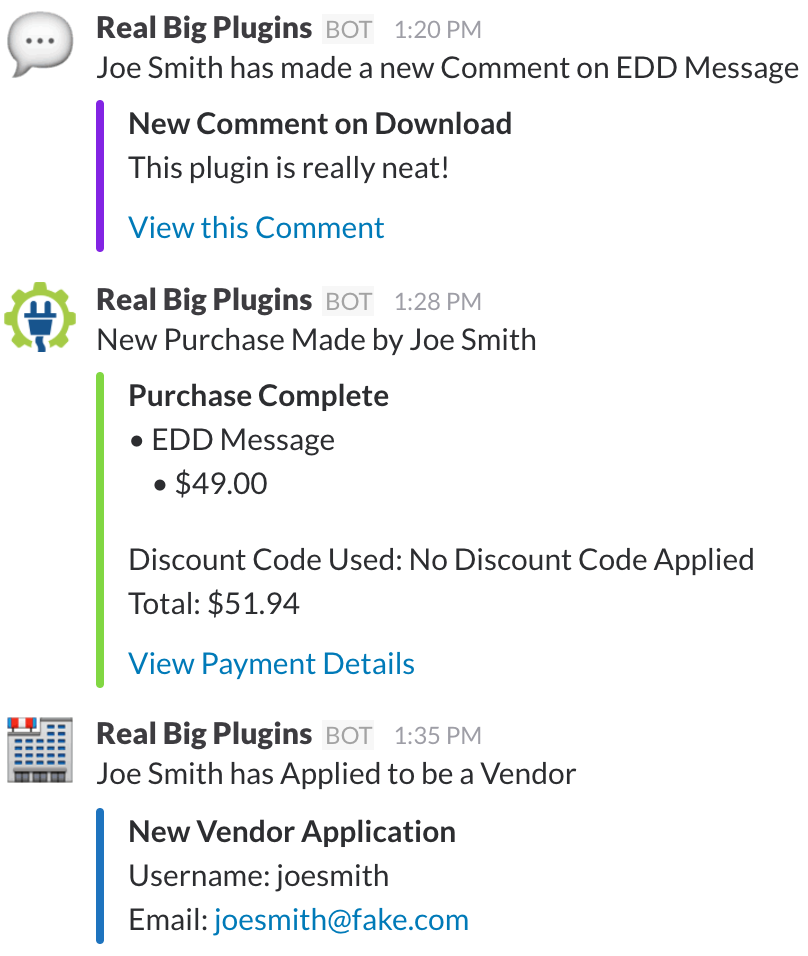 Real Big Plugins BOT 1:20 PM
Joe Smith has made a new Comment on EDD Message
New Comment on Download
This plugin is really neat!
View this Comment
Real Big Plugins BOT 1:28 PM
New Purchase Made by Joe Smith
Purchase Complete
• EDD Message
• $49.00
Discount Code Used: No Discount Code Applied
Total: $51.94
View Payment Details
Real Big Plugins BOT 1:35 PM
Joe Smith has Applied to be a Vendor
New Vendor Application
Username: joesmith
Email: joesmith@fake.com